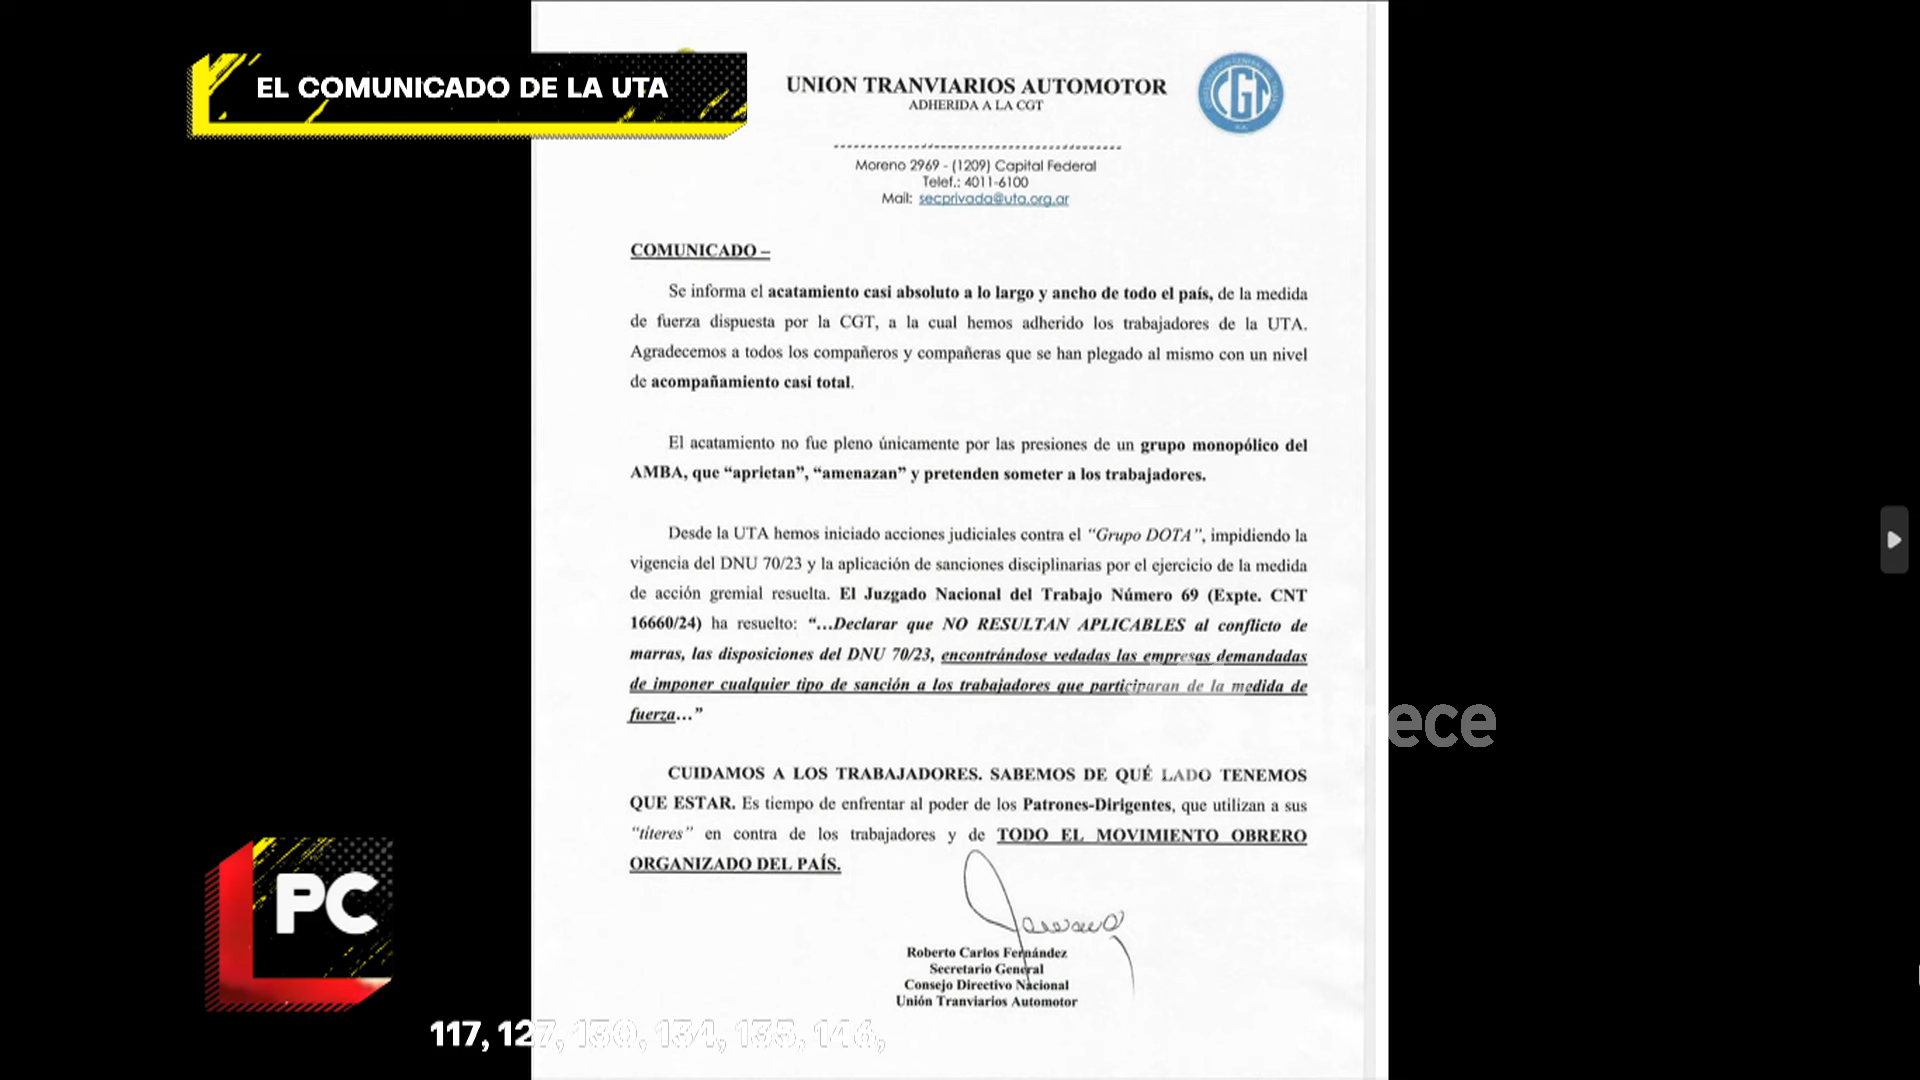 EL COMUNICADO DE LA UTA
UNION TRANVIARIOS AUTOMOTOR
ADHERIDA A LA CGT
CGT
Moreno 2969 - (1209) Capital Federal
Telef.: 4011-6100
Mail: secprivada@uta.org.ar
COMUNICADO –
Se informa el acatamiento casi absoluto a lo largo y ancho de todo el país, de la medida
de fuerza dispuesta por la CGT, a la cual hemos adherido los trabajadores de la UTA.
Agradecemos a todos los compañeros y compañeras que se han plegado al mismo con un nivel
de acompañamiento casi total.
El acatamiento no fue pleno únicamente por las presiones de un grupo monopólico del
AMBA, que “aprietan”, “amenazan” y pretenden someter a los trabajadores.
Desde la UTA hemos iniciado acciones judiciales contra el “Grupo DOTA”, impidiendo la
vigencia del DNU 70/23 y la aplicación de sanciones disciplinarias por el ejercicio de la medida
de acción gremial resuelta. El Juzgado Nacional del Trabajo Número 69 (Expte. CNT
16660/24) ha resuelto: “…Declarar que NO RESULTAN APLICABLES al conflicto de
marras, las disposiciones del DNU 70/23, encontrándose vedadas las empresas demandadas
de imponer cualquier tipo de sanción a los trabajadores que participaran de la medida de
fuerza…”
ece
CUIDAMOS A LOS TRABAJADORES. SABEMOS DE QUÉ LADO TENEMOS
QUE ESTAR. Es tiempo de enfrentar al poder de los Patrones-Dirigentes, que utilizan a sus
“títeres” en contra de los trabajadores y de TODO EL MOVIMIENTO OBRERO
ORGANIZADO DEL PAÍS.
PC
Roberto Carlos Fernández
Secretario General
Consejo Directivo Nacional
Unión Tranviarios Automotor
117, 127, 130, 134, 135, 146,